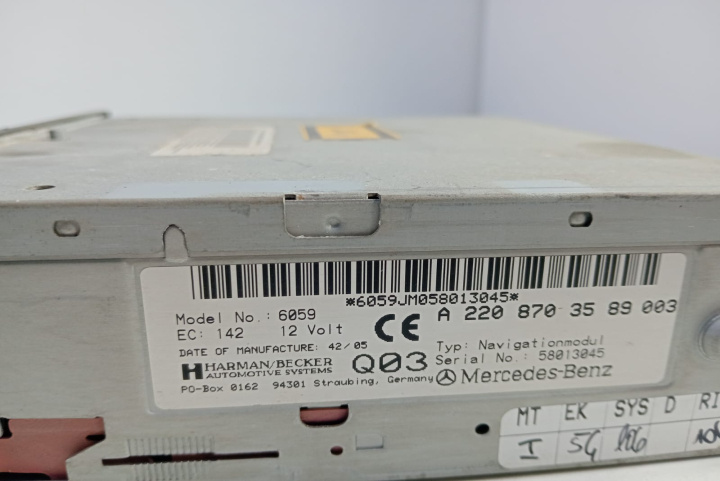 *6059JM058013045*
Model No.: 6059
EC: 142 12 Volt
CE
A 220 870 35 89 003
DATE OF MANUFACTURE: 42/05
Typ: Navigationmodul
HARMAN/BECKER
AUTOMOTIVE SYSTEMS
Q03
Serial No.: 58013045
PO-Box 0162 94301 Straubing, Germany
Mercedes-Benz
MT EK SYS D
I 54